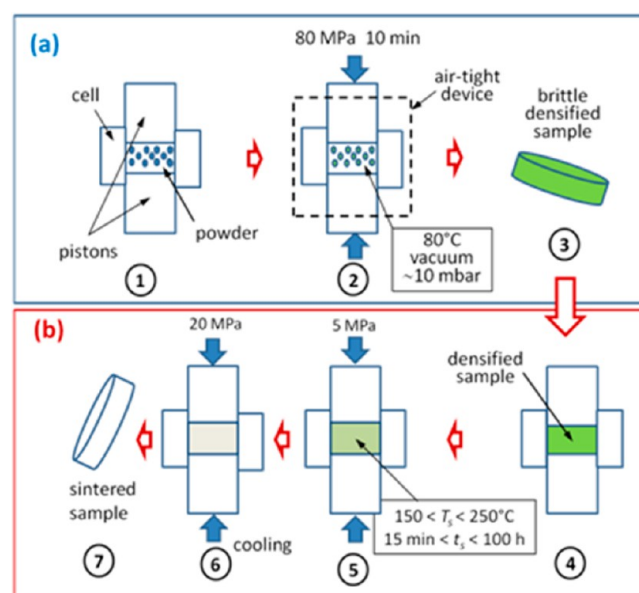 (a)
80 MPa 10 min
cell
air-tight
device
brittle
densified
sample
pistons
powder
80°C
vacuum
~10 mbar
1
2
3
(b)
20 MPa
5 MPa
densified
sample
sintered
sample
cooling
150 < Ts < 250°C
15 min < ts < 100 h
7
6
5
4